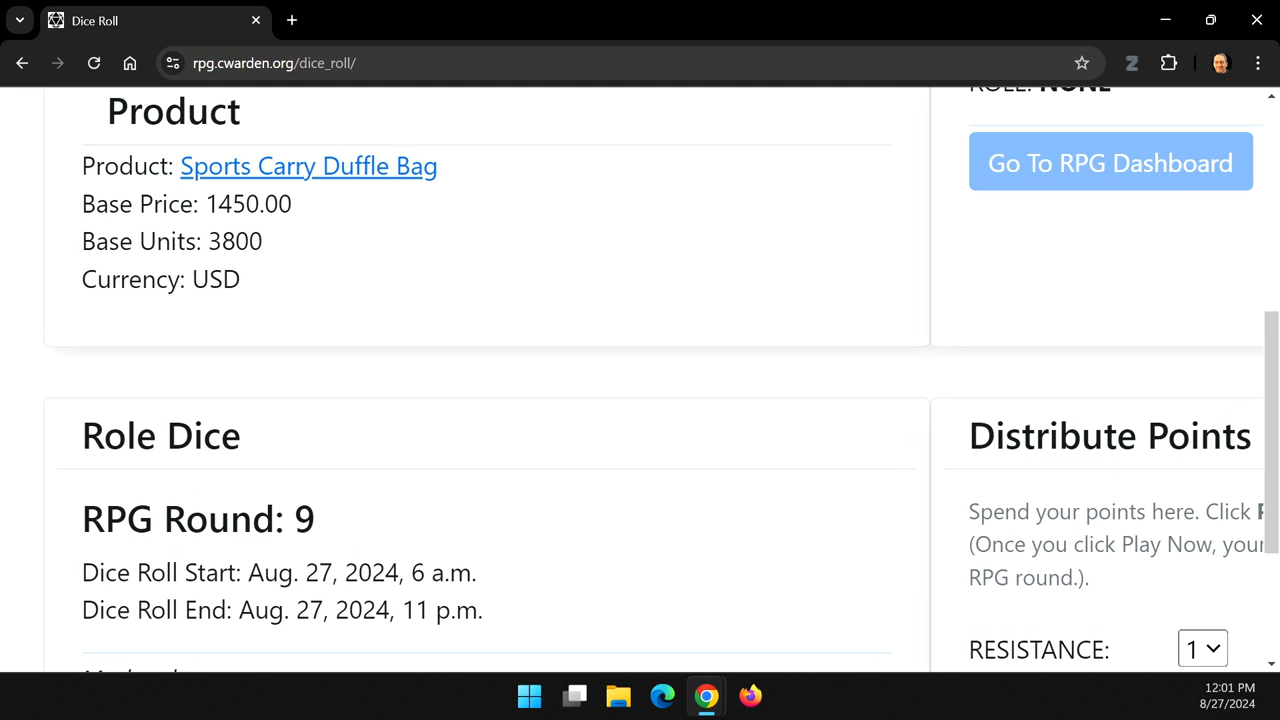 Dice Roll
rpg.cwarden.org/dice_roll/
Product
Product: Sports Carry Duffle Bag
Base Price: 1450.00
Base Units: 3800
Currency: USD
ROLE: NONE
Go To RPG Dashboard
Role Dice
RPG Round: 9
Dice Roll Start: Aug. 27, 2024, 6 a.m.
Dice Roll End: Aug. 27, 2024, 11 p.m.
Distribute Points
Spend your points here. Click
(Once you click Play Now, your
RPG round.).
RESISTANCE: 1
12:01 PM
8/27/2024